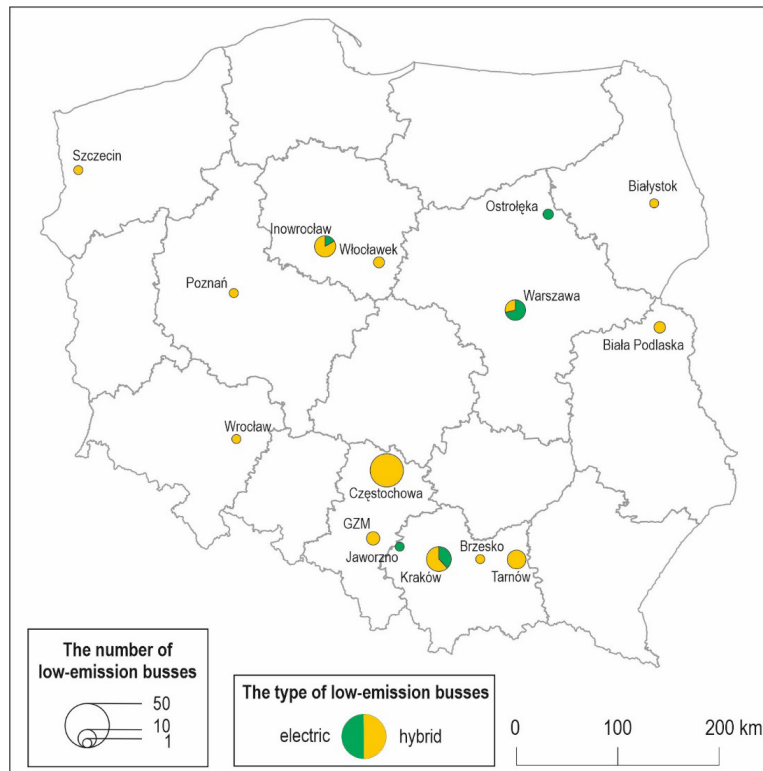 Szczecin
Białystok
Ostrołęka
Inowrocław
Włocławek
Poznań
Warszawa
Biała Podlaska
Wrocław
Częstochowa
GZM
Jaworzno
Brzesko
Kraków
Tarnów
The number of
low-emission busses
50
10
1
The type of low-emission busses
electric
hybrid
0 100 200 km